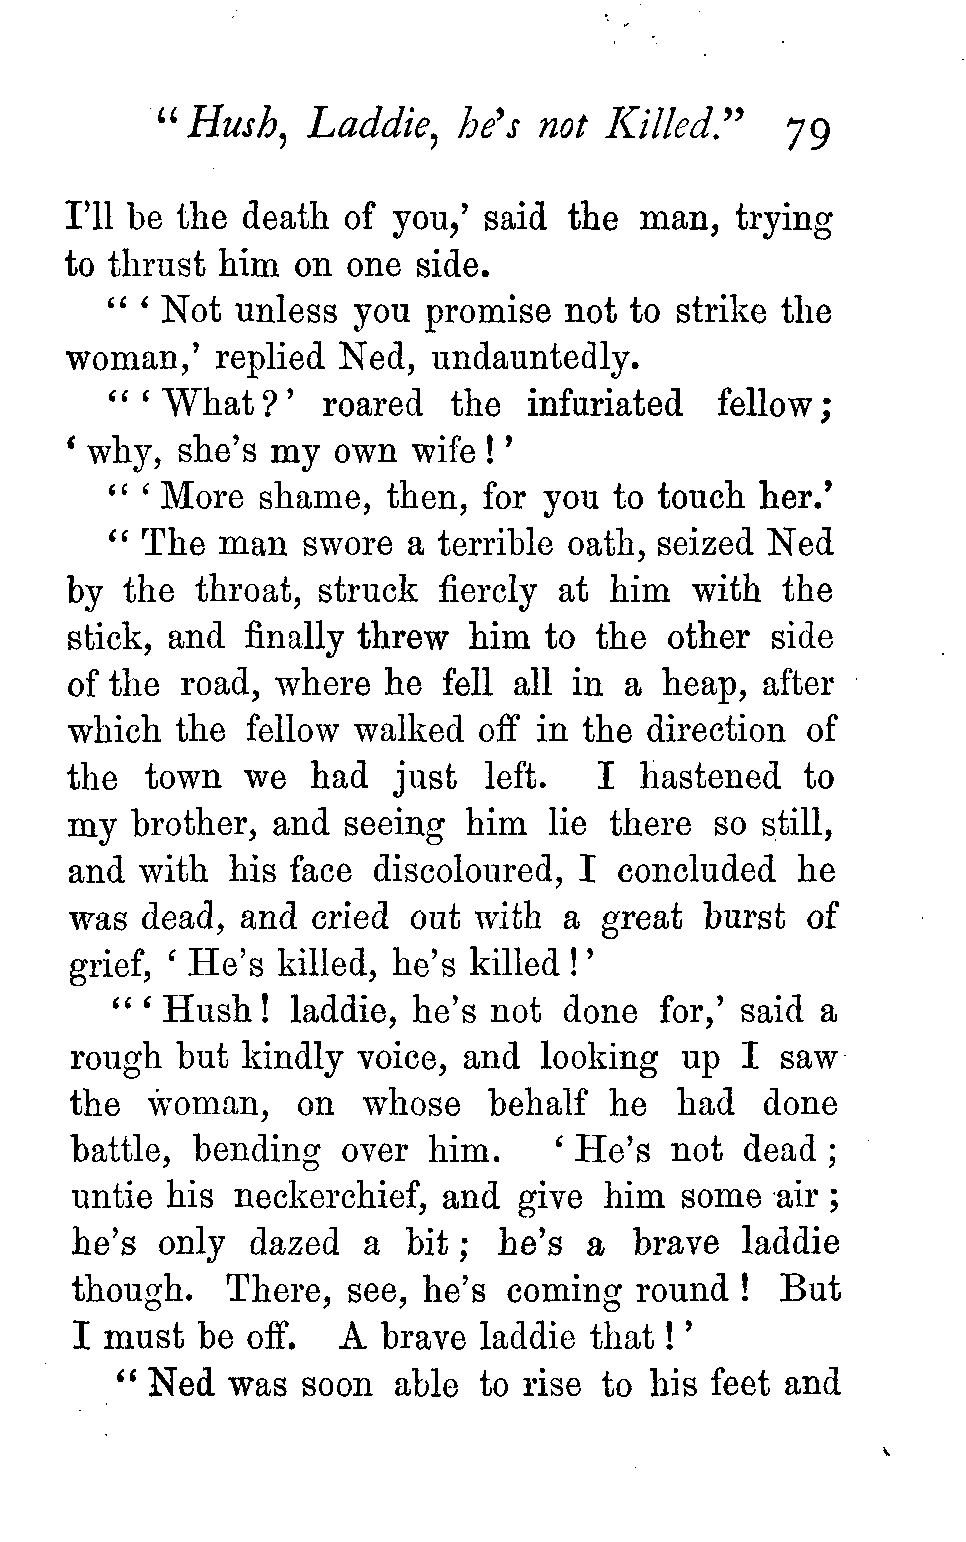 "Hush, Laddie, he's not Killed." 79
I'll be the death of you,' said the man, trying
to thrust him on one side.
"'Not unless you promise not to strike the
woman,' replied Ned, undauntedly.
"'What?' roared the infuriated fellow;
'why, she's my own wife!'
"'More shame, then, for you to touch her.'
"The man swore a terrible oath, seized Ned
by the throat, struck fiercly at him with the
stick, and finally threw him to the other side
of the road, where he fell all in a heap, after
which the fellow walked off in the direction of
the town we had just left. I hastened to
my brother, and seeing him lie there so still,
and with his face discoloured, I concluded he
was dead, and cried out with a great burst of
grief, 'He's killed, he's killed!'
"'Hush! laddie, he's not done for,' said a
rough but kindly voice, and looking up I saw
the woman, on whose behalf he had done
battle, bending over him. 'He's not dead;
untie his neckerchief, and give him some air;
he's only dazed a bit; he's a brave laddie
though. There, see, he's coming round! But
I must be off. A brave laddie that!'
"Ned was soon able to rise to his feet and